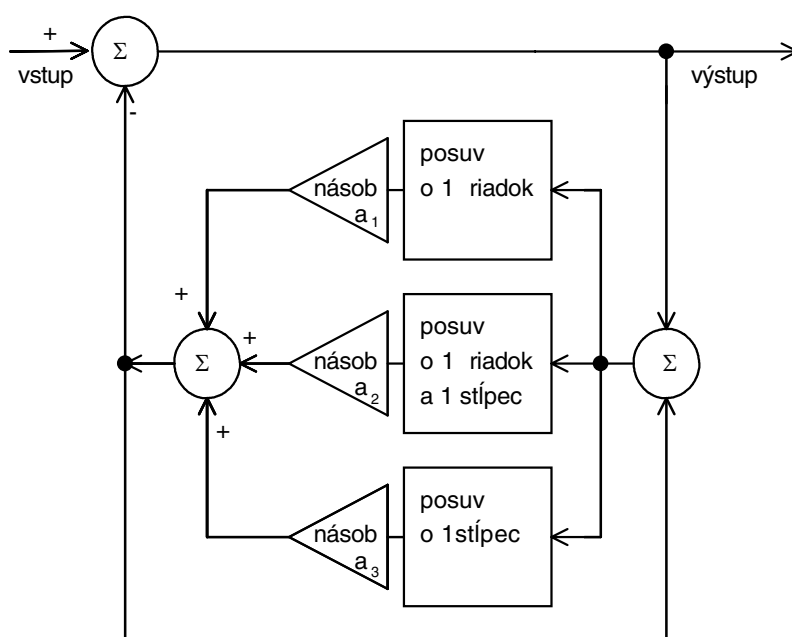 +
Σ
vstup
výstup
-
posuv
o 1 riadok
násob
a1
+
posuv
o 1 riadok
a 1 stĺpec
násob
a2
+
Σ
Σ
+
posuv
o 1stĺpec
násob
a3